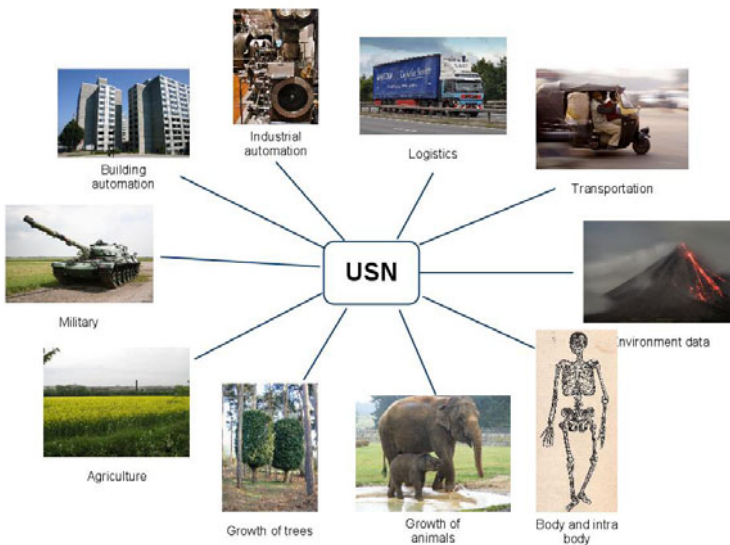 Industrial
automation
Logistics
Building
automation
Transportation
USN
Military
nvironment data
Agriculture
Growth of trees
Growth of
animals
Body and intra
body